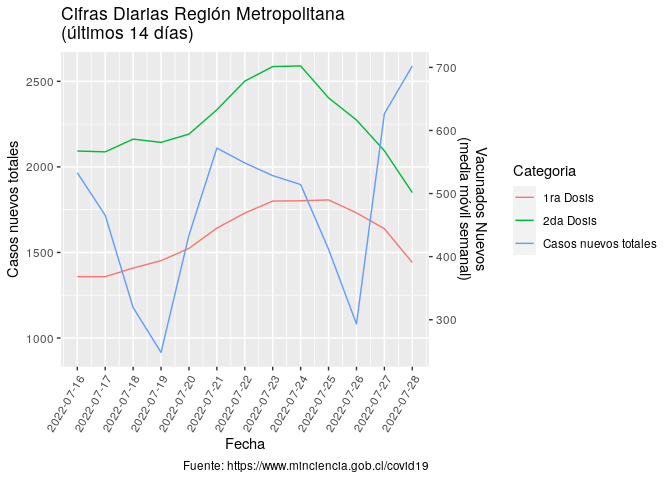 Cifras Diarias Región Metropolitana
(últimos 14 días)
Casos nuevos totales
2500
2000
1500
1000
700
600
500
400
300
Vacunados Nuevos
(media móvil semanal)
2022-07-16
2022-07-17
2022-07-18
2022-07-19
2022-07-20
2022-07-21
2022-07-22
2022-07-23
2022-07-24
2022-07-25
2022-07-26
2022-07-27
2022-07-28
Fecha
Categoria
1ra Dosis
2da Dosis
Casos nuevos totales
Fuente: https://www.minciencia.gob.cl/covid19